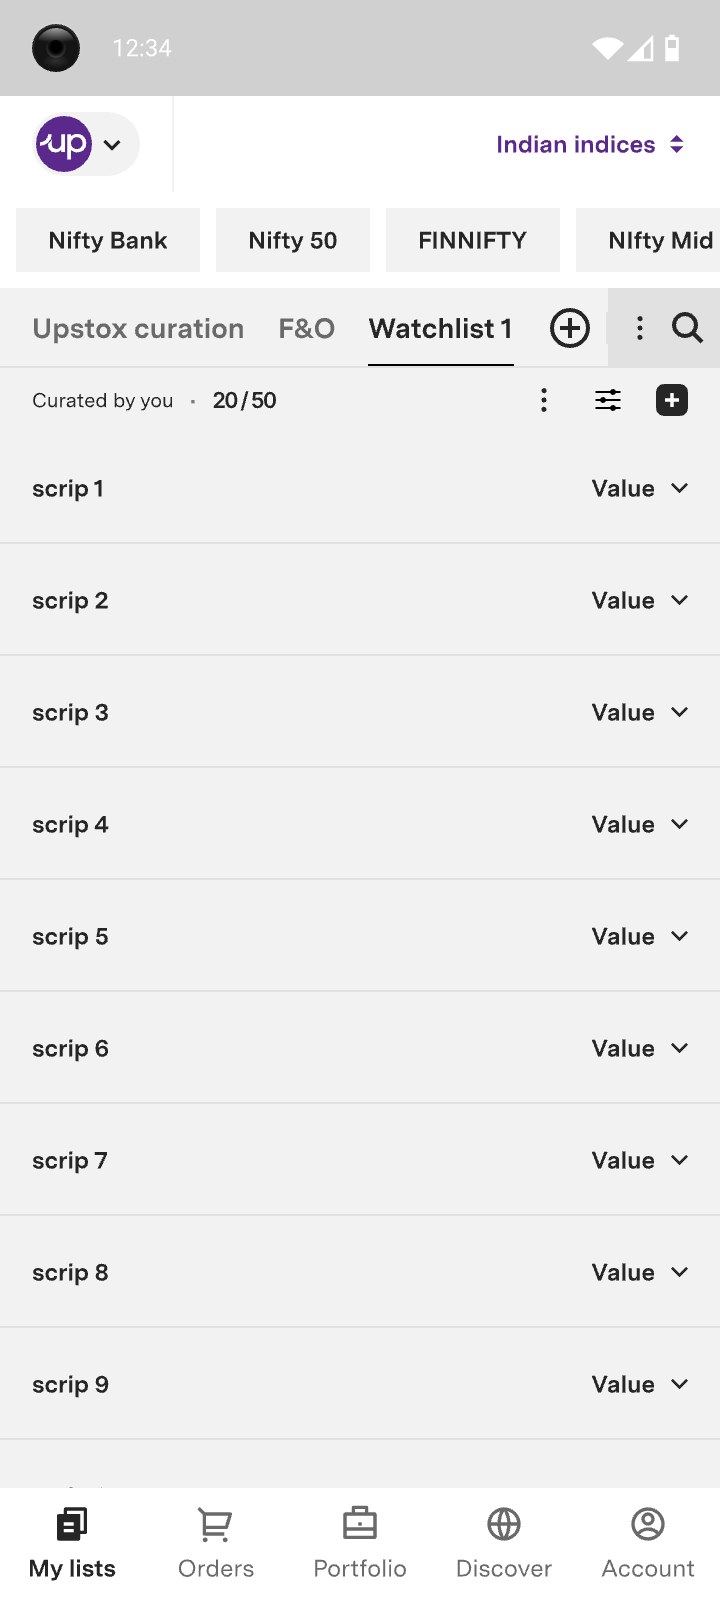 12:34
up
Indian indices
Nifty Bank
Nifty 50
FINNIFTY
NIfty Mid
Upstox curation
F&O
Watchlist 1
Curated by you · 20/50
scrip 1 Value
scrip 2 Value
scrip 3 Value
scrip 4 Value
scrip 5 Value
scrip 6 Value
scrip 7 Value
scrip 8 Value
scrip 9 Value
My lists
Orders
Portfolio
Discover
Account